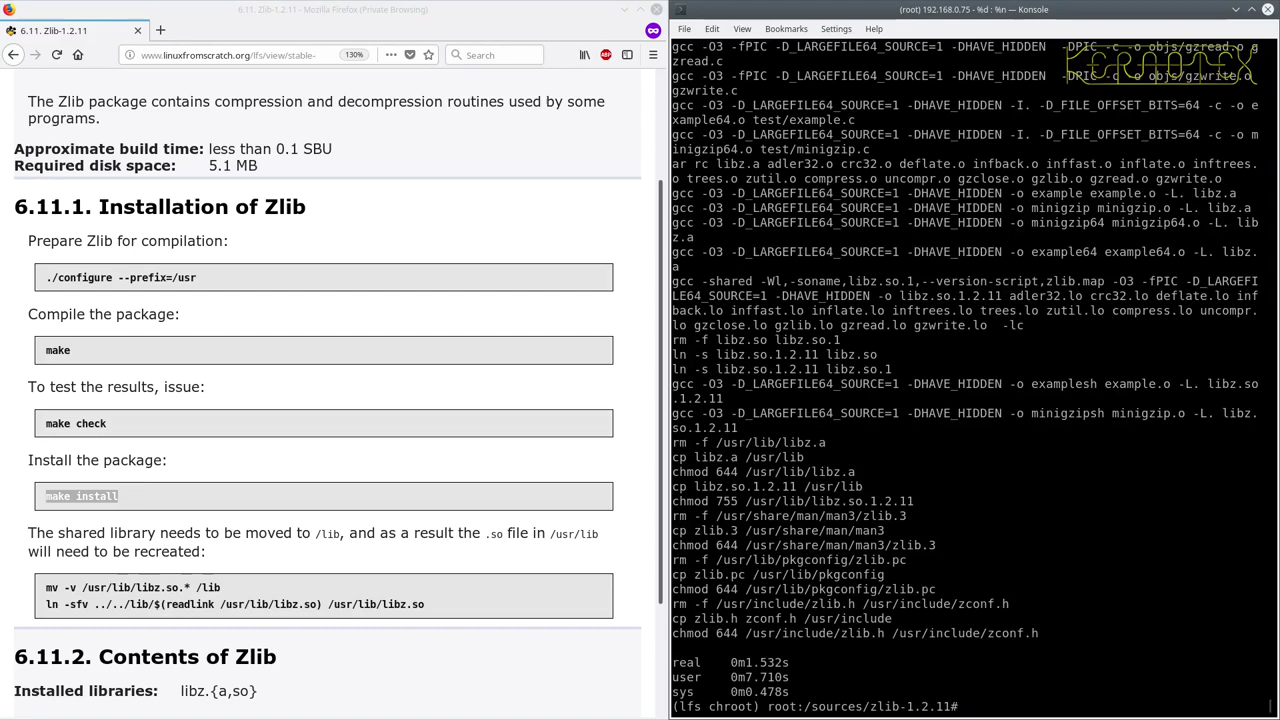 6.11. Zlib-1.2.11 - Mozilla Firefox (Private Browsing)
6.11. Zlib-1.2.11
www.linuxfromscratch.org/lfs/view/stable-
130%
Search
The Zlib package contains compression and decompression routines used by some
programs.
Approximate build time: less than 0.1 SBU
Required disk space: 5.1 MB
6.11.1. Installation of Zlib
Prepare Zlib for compilation:
./configure --prefix=/usr
Compile the package:
make
To test the results, issue:
make check
Install the package:
make install
The shared library needs to be moved to /lib, and as a result the .so file in /usr/lib
will need to be recreated:
mv -v /usr/lib/libz.so.* /lib
ln -sfv ../../lib/$(readlink /usr/lib/libz.so) /usr/lib/libz.so
6.11.2. Contents of Zlib
Installed libraries: libz.{a,so}
(root) 192.168.0.75 - %d : %n — Konsole
File Edit View Bookmarks Settings Help
gcc -O3 -fPIC -D_LARGEFILE64_SOURCE=1 -DHAVE_HIDDEN  -DPIC -c -o objs/gzread.o g
zread.c
gcc -O3 -fPIC -D_LARGEFILE64_SOURCE=1 -DHAVE_HIDDEN  -DPIC -c -o objs/gzwrite.o
gzwrite.c
gcc -O3 -D_LARGEFILE64_SOURCE=1 -DHAVE_HIDDEN -I. -D_FILE_OFFSET_BITS=64 -c -o e
xample64.o test/example.c
gcc -O3 -D_LARGEFILE64_SOURCE=1 -DHAVE_HIDDEN -I. -D_FILE_OFFSET_BITS=64 -c -o m
inigzip64.o test/minigzip.c
ar rc libz.a adler32.o crc32.o deflate.o infback.o inffast.o inflate.o inftrees.
o trees.o zutil.o compress.o uncompr.o gzclose.o gzlib.o gzread.o gzwrite.o
gcc -O3 -D_LARGEFILE64_SOURCE=1 -DHAVE_HIDDEN -o example example.o -L. libz.a
gcc -O3 -D_LARGEFILE64_SOURCE=1 -DHAVE_HIDDEN -o minigzip minigzip.o -L. libz.a
gcc -O3 -D_LARGEFILE64_SOURCE=1 -DHAVE_HIDDEN -o minigzip64 minigzip64.o -L. lib
z.a
gcc -O3 -D_LARGEFILE64_SOURCE=1 -DHAVE_HIDDEN -o example64 example64.o -L. libz.
a
gcc -shared -Wl,-soname,libz.so.1,--version-script,zlib.map -O3 -fPIC -D_LARGEFI
LE64_SOURCE=1 -DHAVE_HIDDEN -o libz.so.1.2.11 adler32.lo crc32.lo deflate.lo inf
back.lo inffast.lo inflate.lo inftrees.lo trees.lo zutil.lo compress.lo uncompr.
lo gzclose.lo gzlib.lo gzread.lo gzwrite.lo  -lc
rm -f libz.so libz.so.1
ln -s libz.so.1.2.11 libz.so
ln -s libz.so.1.2.11 libz.so.1
gcc -O3 -D_LARGEFILE64_SOURCE=1 -DHAVE_HIDDEN -o examplesh example.o -L. libz.so
.1.2.11
gcc -O3 -D_LARGEFILE64_SOURCE=1 -DHAVE_HIDDEN -o minigzipsh minigzip.o -L. libz.
so.1.2.11
rm -f /usr/lib/libz.a
cp libz.a /usr/lib
chmod 644 /usr/lib/libz.a
cp libz.so.1.2.11 /usr/lib
chmod 755 /usr/lib/libz.so.1.2.11
rm -f /usr/share/man/man3/zlib.3
cp zlib.3 /usr/share/man/man3
chmod 644 /usr/share/man/man3/zlib.3
rm -f /usr/lib/pkgconfig/zlib.pc
cp zlib.pc /usr/lib/pkgconfig
chmod 644 /usr/lib/pkgconfig/zlib.pc
rm -f /usr/include/zlib.h /usr/include/zconf.h
cp zlib.h zconf.h /usr/include
chmod 644 /usr/include/zlib.h /usr/include/zconf.h
real 0m1.532s
user 0m7.710s
sys 0m0.478s
(lfs chroot) root:/sources/zlib-1.2.11#